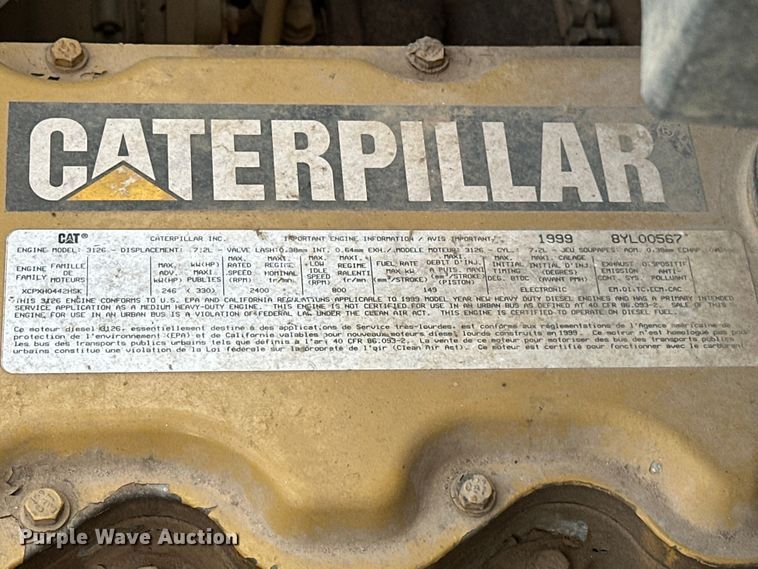 CATERPILLAR
CAT® CATERPILLAR INC. IMPORTANT ENGINE INFORMATION / AVIS IMPORTANT 1999 8YL00567
ENGINE MODEL: 3126 - DISPLACEMENT: 7.2L - VALVE LASH: 0.38mm INT. 0.64mm EXH./ MODELE MOTEUR: 3126 - CYL.: 7.2L - JEU SOUPAPES: ADM. 0.38mm ECHAP.
ENGINE FAMILLE ADV. MAXI. MAX. MAXI. MAX. MAXI. MAXI. MAX. CALAGE
FAMILY MOTEURS kW(HP) kW(HP) RATED REGIME LOW REGIME FUEL RATE DEBIT D'INJ INITIAL INITIAL D'INJ EXHAUST DISPOSITIF
ADV. PUBLIES SPEED NOMINAL IDLE RALENTI MAX kW A PUIS. MAXI TIMING (DEGRES) EMISSION ANTI-
(RPM) tr/mn SPEED tr/mn (mm³/STROKE) (mm³/STROKE) DEG. BTDC (AVANT PMH) CONT. SYS. POLLUANT
(RPM) (PISTON)
XCPXH0442HSK 246 ( 330) 2400 800 149 ELECTRONIC EM.DI.TC.ECM.CAC
THIS 3126 ENGINE CONFORMS TO U.S. EPA AND CALIFORNIA REGULATIONS APPLICABLE TO 1999 MODEL YEAR NEW HEAVY DUTY DIESEL ENGINES AND HAS A PRIMARY INTENDED
SERVICE APPLICATION AS A MEDIUM HEAVY-DUTY ENGINE. THIS ENGINE IS NOT CERTIFIED FOR USE IN AN URBAN BUS AS DEFINED AT 40 CFR 86.093-2. SALE OF THIS
ENGINE FOR USE IN AN URBAN BUS IS A VIOLATION OF FEDERAL LAW UNDER THE CLEAN AIR ACT. THIS ENGINE IS CERTIFIED TO OPERATE ON DIESEL FUEL.
Ce moteur diesel 3126, essentiellement destiné a des applications de Service tres-lourdes, est conforme aux réglementations de l'Agence américaine de
protection de l'environnement (EPA) et de Californie valables pour nouveaux moteurs diesel, lourds construits en 1999 . Ce moteur n'est homologué pour
les bus des transports publics urbains tels que définis a l'ari 40 CFR 86.093-2. La vente de ce moteur pour motoriser des bus des transports publics
urbains constitue une violation de la Loi fédérale sur la propreté de l'air (Clean Air Act). Ce moteur est certifié pour fonctionner avec le carburant
Purple Wave Auction